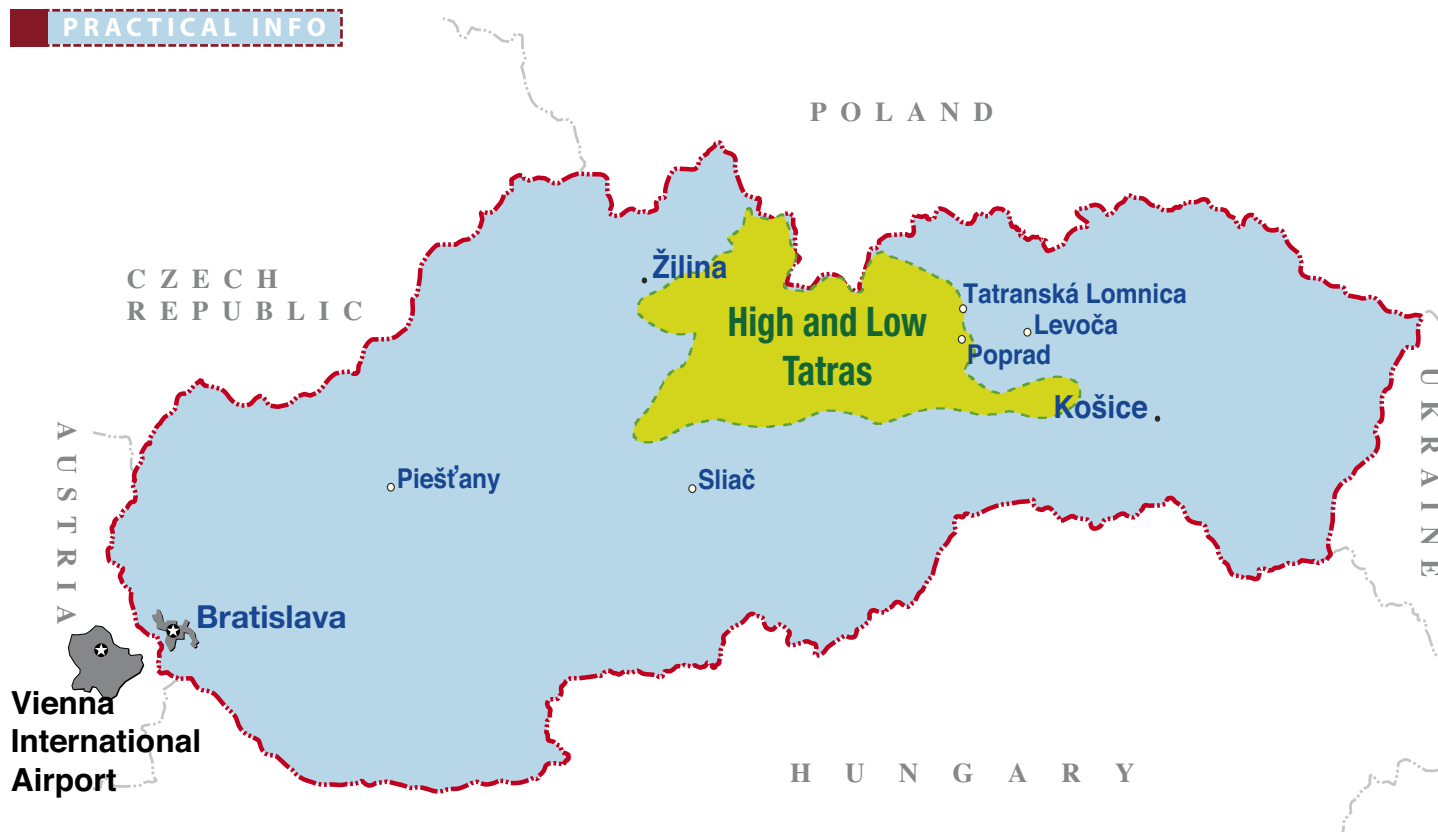 PRACTICAL INFO
POLAND
CZECH
REPUBLIC
Žilina
Tatranská Lomnica
High and Low
Tatras
Levoča
Poprad
UKRAINE
Košice
AUSTRIA
Piešťany
Sliač
Bratislava
Vienna
International
Airport
HUNGARY